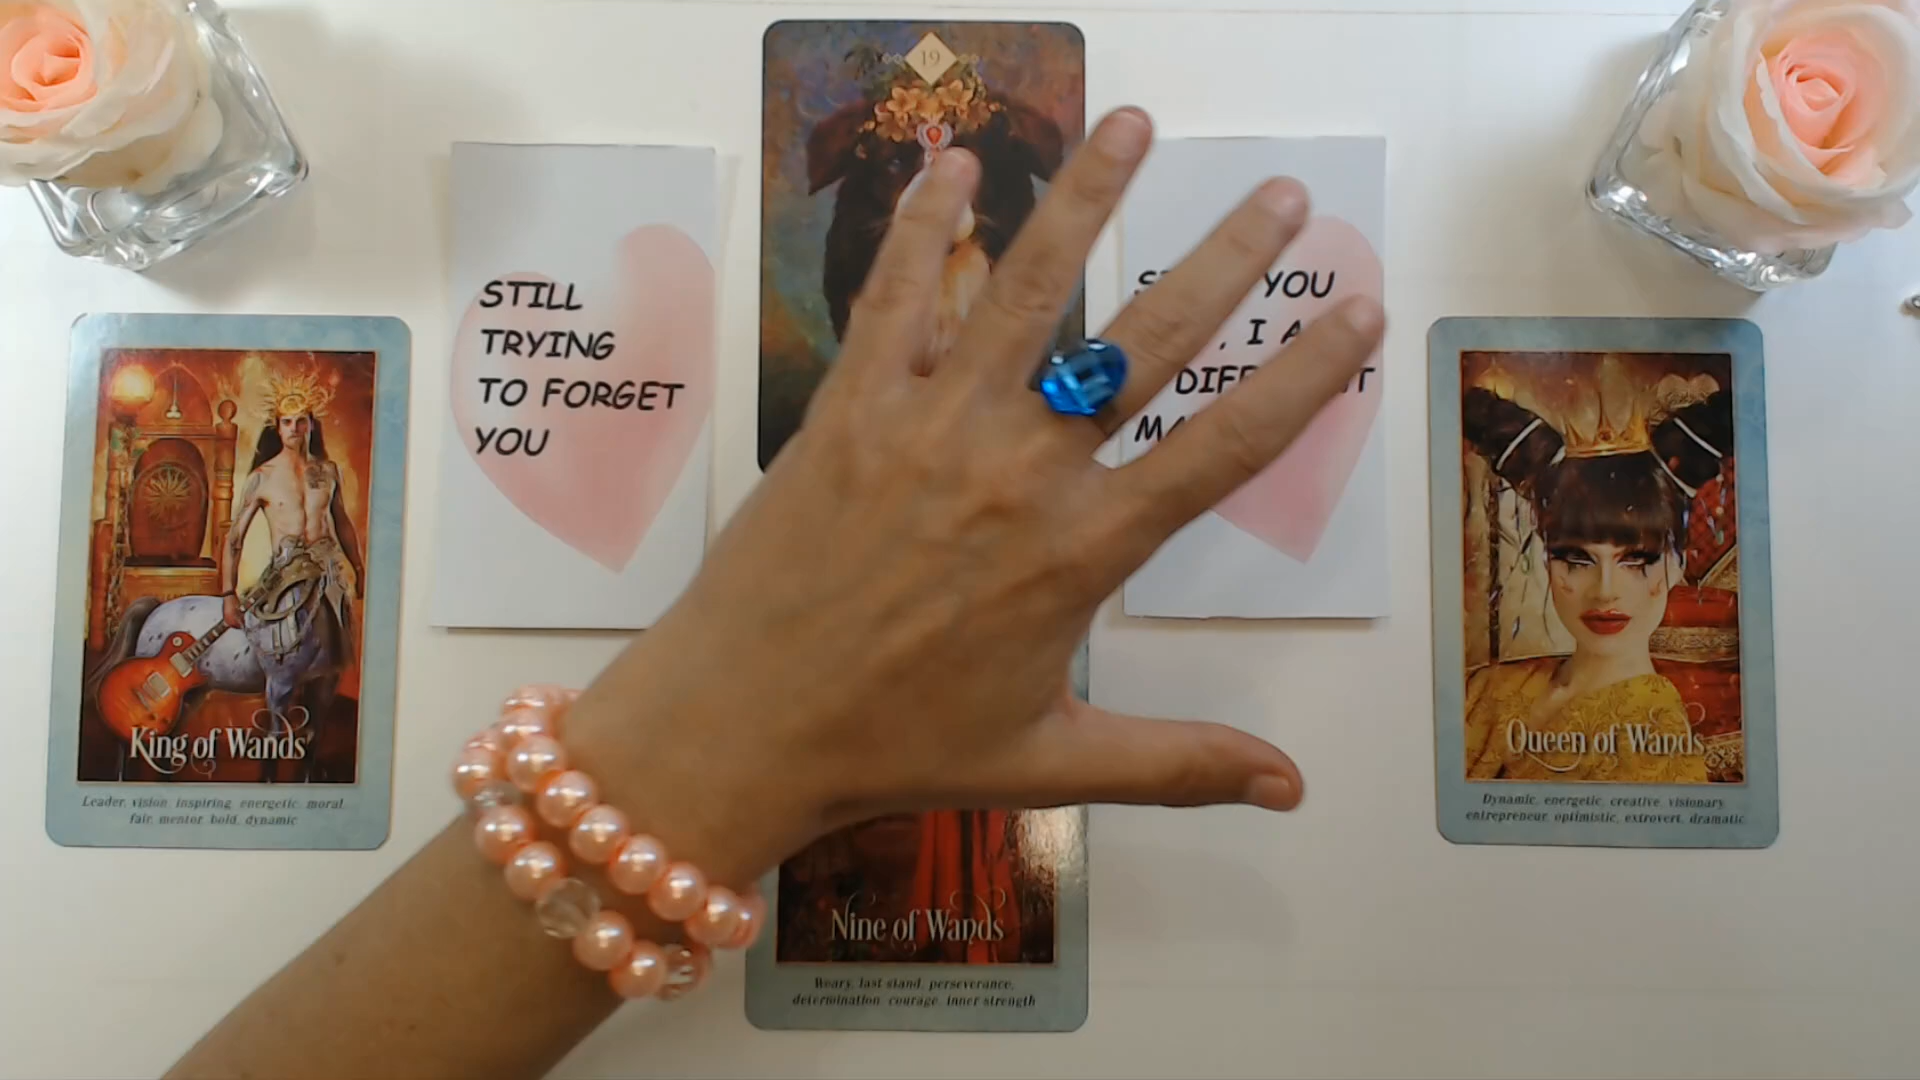 19
STILL
TRYING
TO FORGET
YOU
YOU
, I
King of Wands
Leader, vision, inspiring, energetic, moral,
fair, mentor, bold, dynamic
Queen of Wands
Dynamic, energetic, creative, visionary,
entrepreneur, optimistic, extrovert, dramatic
Nine of Wands
Weary, last stand, perseverance,
determination, courage, inner strength